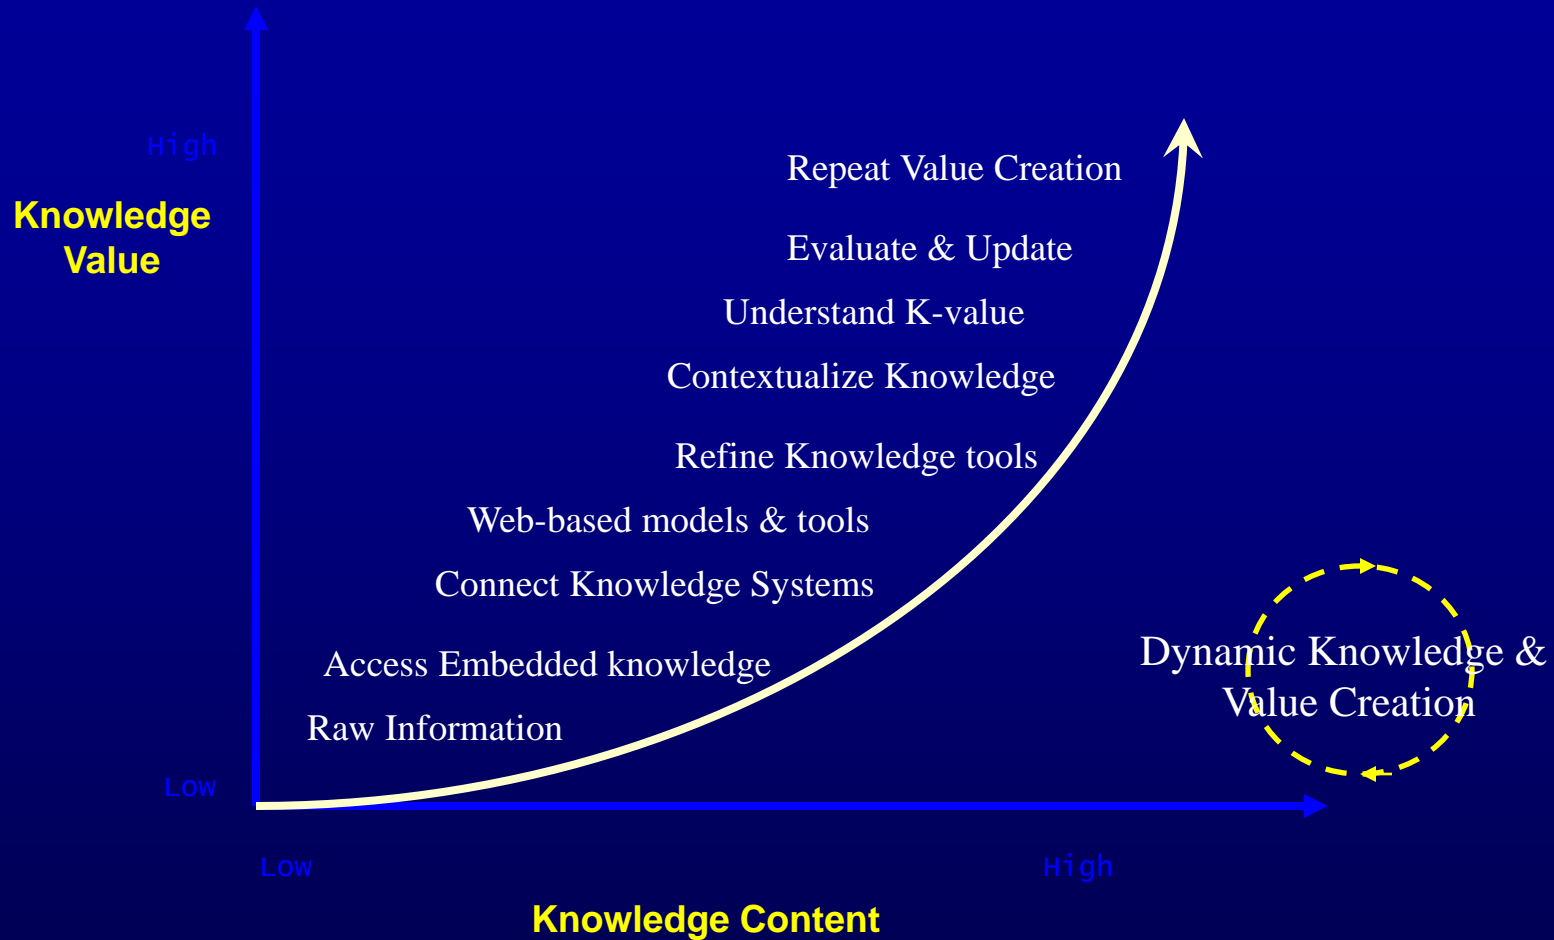 High
Knowledge
Value
Repeat Value Creation
Evaluate & Update
Understand K-value
Contextualize Knowledge
Refine Knowledge tools
Web-based models & tools
Connect Knowledge Systems
Access Embedded knowledge
Raw Information
Dynamic Knowledge &
Value Creation
Low
Low
High
Knowledge Content